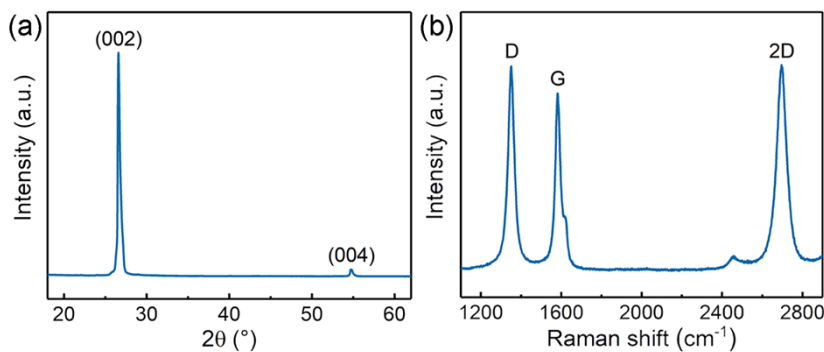 (a)
(002)
(004)
Intensity (a.u.)
20 30 40 50 60
2θ (°)
(b)
D
G
2D
Intensity (a.u.)
1200 1600 2000 2400 2800
Raman shift (cm⁻¹)